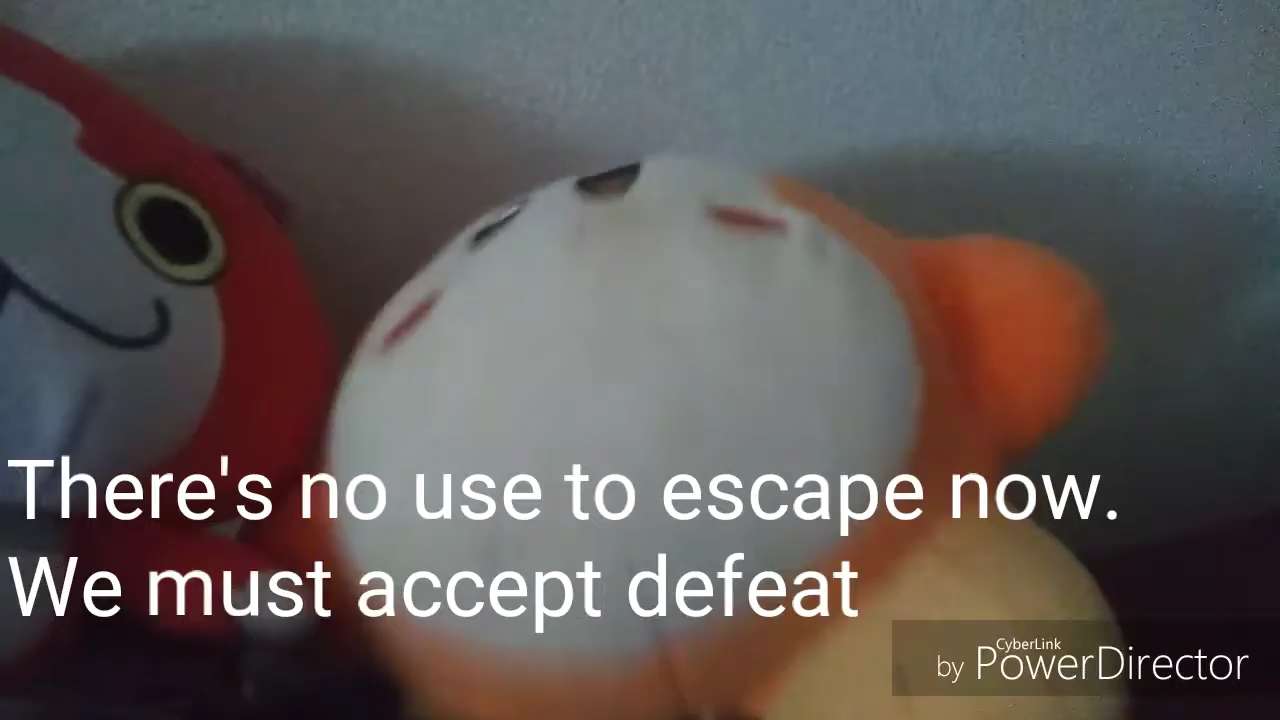 There's no use to escape now.
We must accept defeat
CyberLink
by PowerDirector